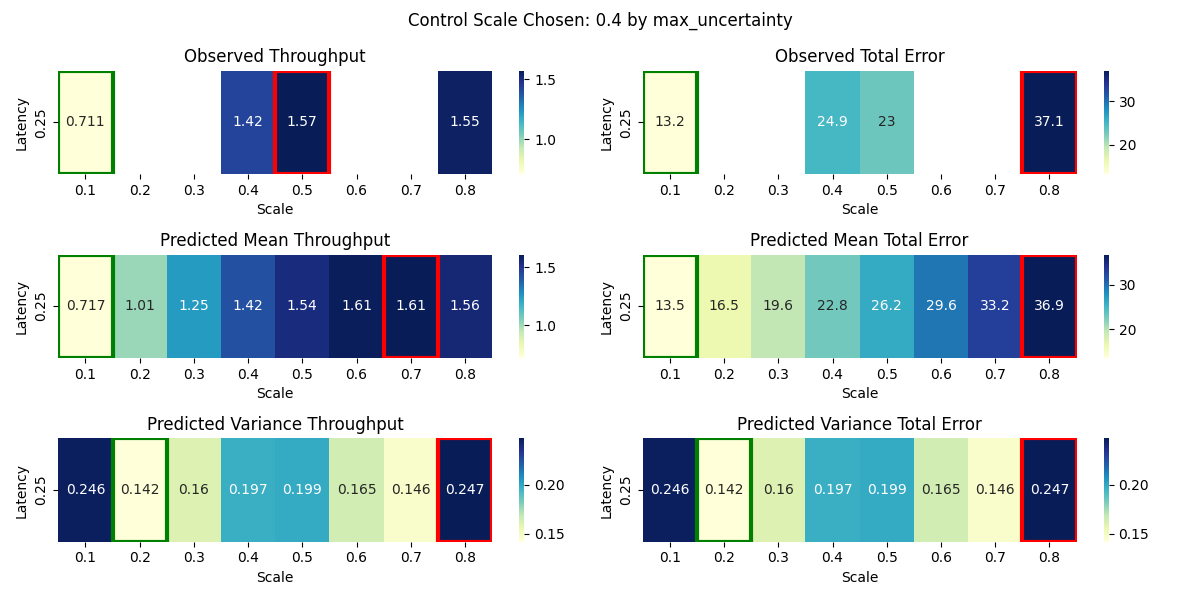 Control Scale Chosen: 0.4 by max_uncertainty
Observed Throughput
Latency
0.25
0.711 1.42 1.57 1.55
0.1 0.2 0.3 0.4 0.5 0.6 0.7 0.8
Scale
1.5
1.0
Observed Total Error
Latency
0.25
13.2 24.9 23 37.1
0.1 0.2 0.3 0.4 0.5 0.6 0.7 0.8
Scale
30
20
Predicted Mean Throughput
Latency
0.25
0.717 1.01 1.25 1.42 1.54 1.61 1.61 1.56
0.1 0.2 0.3 0.4 0.5 0.6 0.7 0.8
Scale
1.5
1.0
Predicted Mean Total Error
Latency
0.25
13.5 16.5 19.6 22.8 26.2 29.6 33.2 36.9
0.1 0.2 0.3 0.4 0.5 0.6 0.7 0.8
Scale
30
20
Predicted Variance Throughput
Latency
0.25
0.246 0.142 0.16 0.197 0.199 0.165 0.146 0.247
0.1 0.2 0.3 0.4 0.5 0.6 0.7 0.8
Scale
0.20
0.15
Predicted Variance Total Error
Latency
0.25
0.246 0.142 0.16 0.197 0.199 0.165 0.146 0.247
0.1 0.2 0.3 0.4 0.5 0.6 0.7 0.8
Scale
0.20
0.15